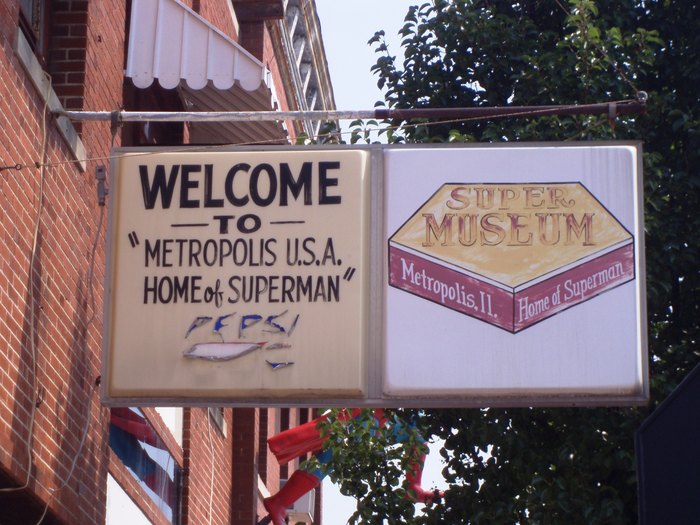 WELCOME
— TO —
"METROPOLIS U.S.A.
HOME of SUPERMAN"
PEPSI
SUPER
MUSEUM
Metropolis, Il.
Home of Superman